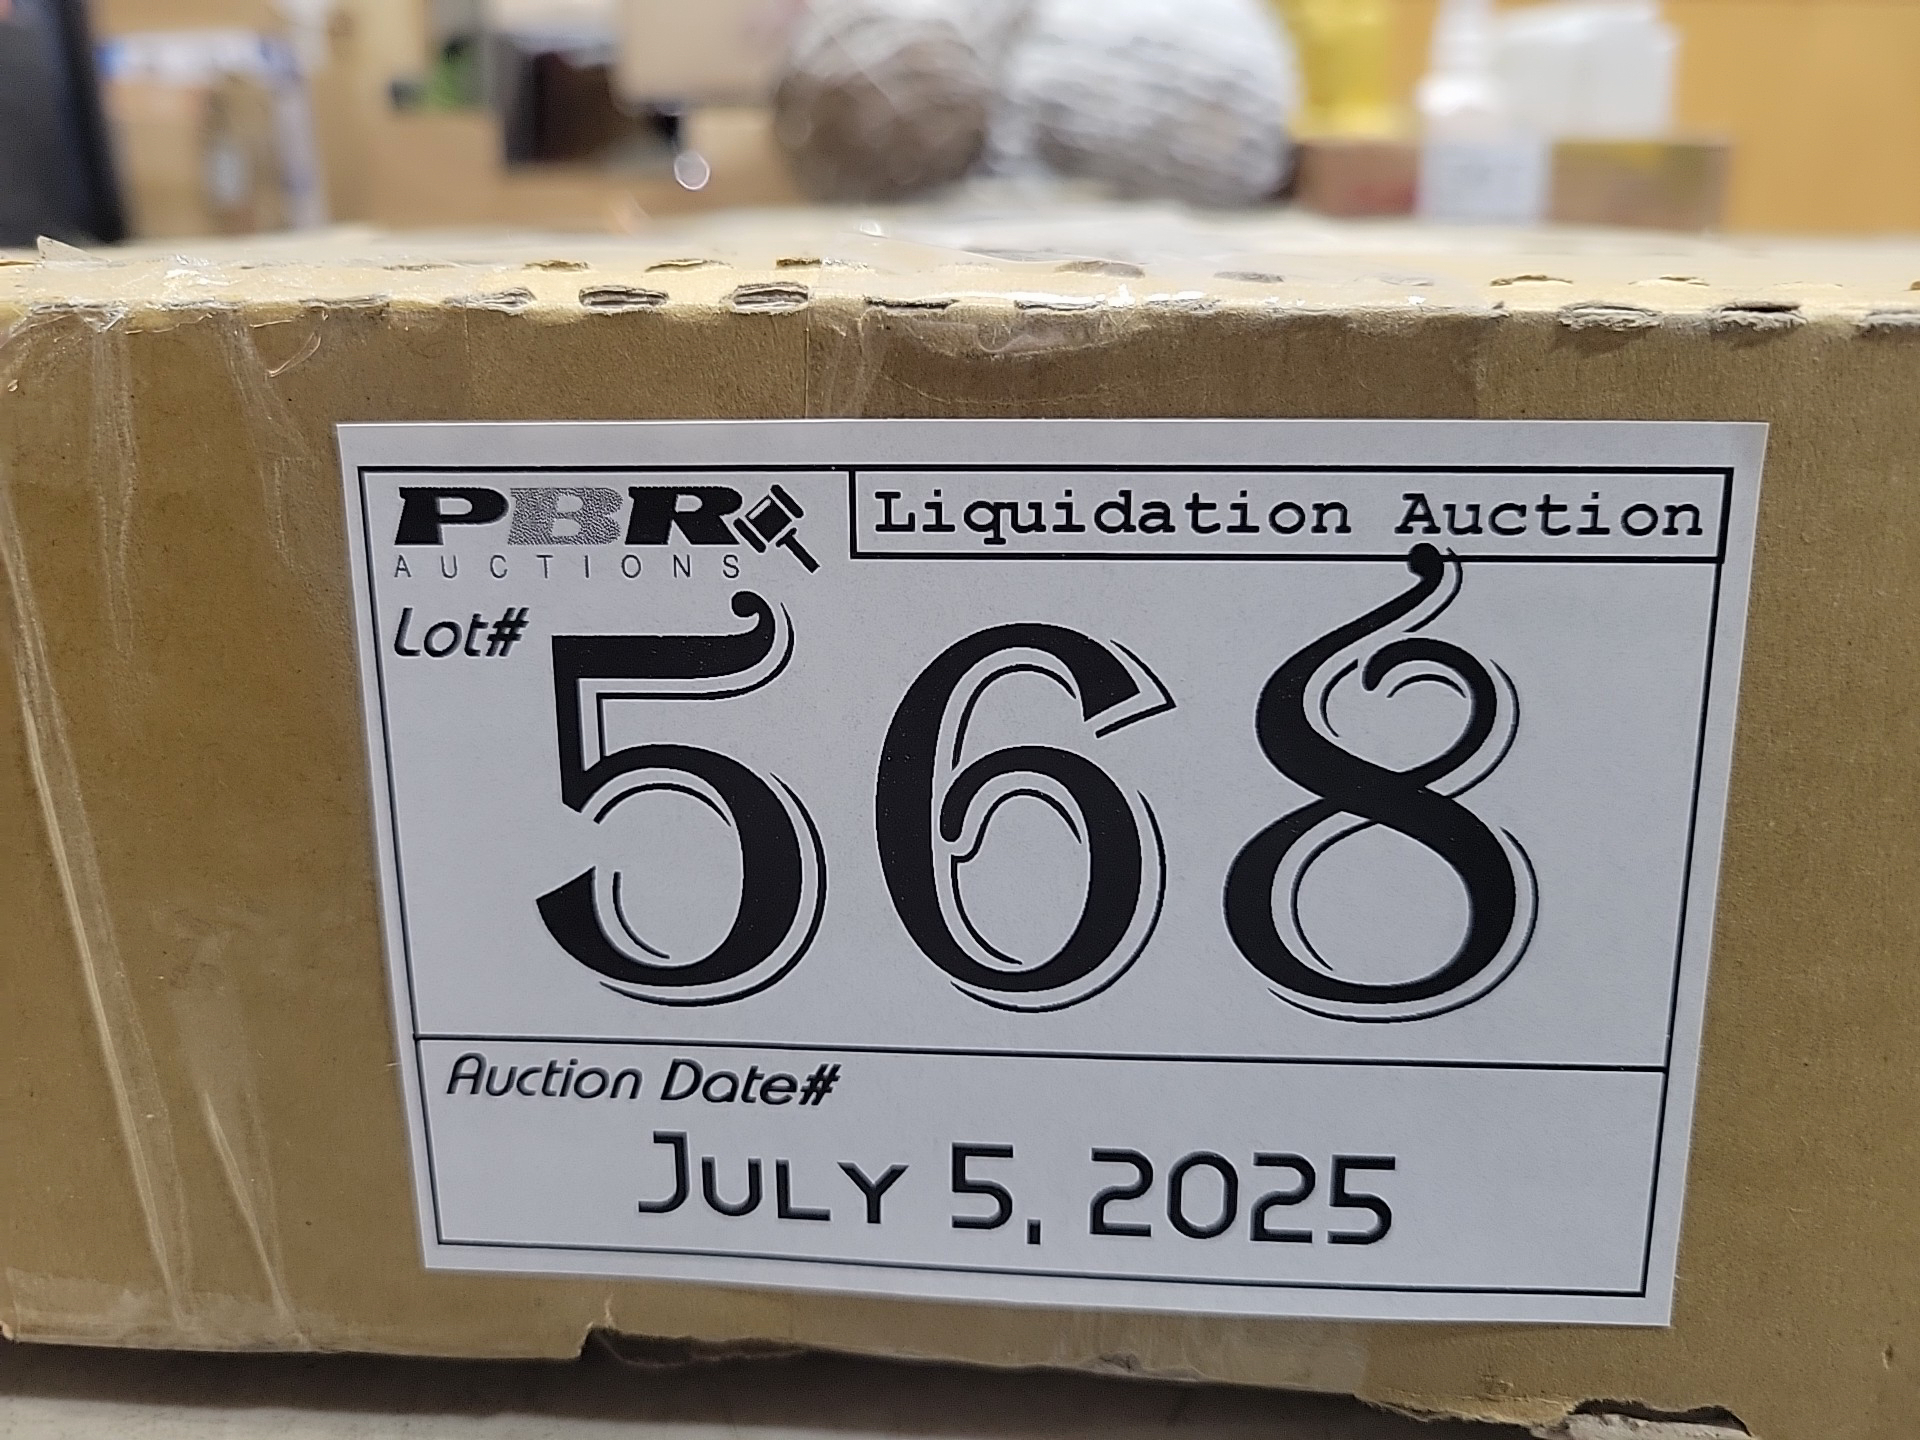 PBR
AUCTIONS
Liquidation Auction
Lot#
568
Auction Date#
July 5, 2025